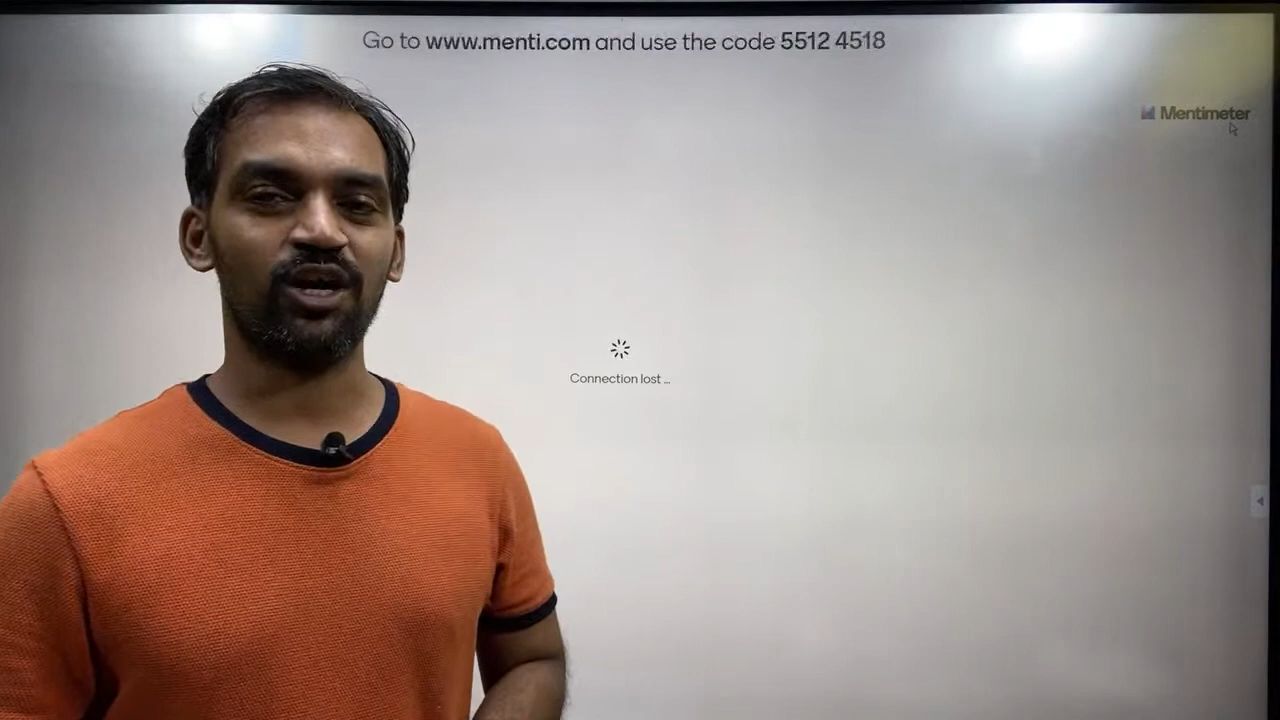 Go to www.menti.com and use the code 5512 4518
Mentimeter
Connection lost ...